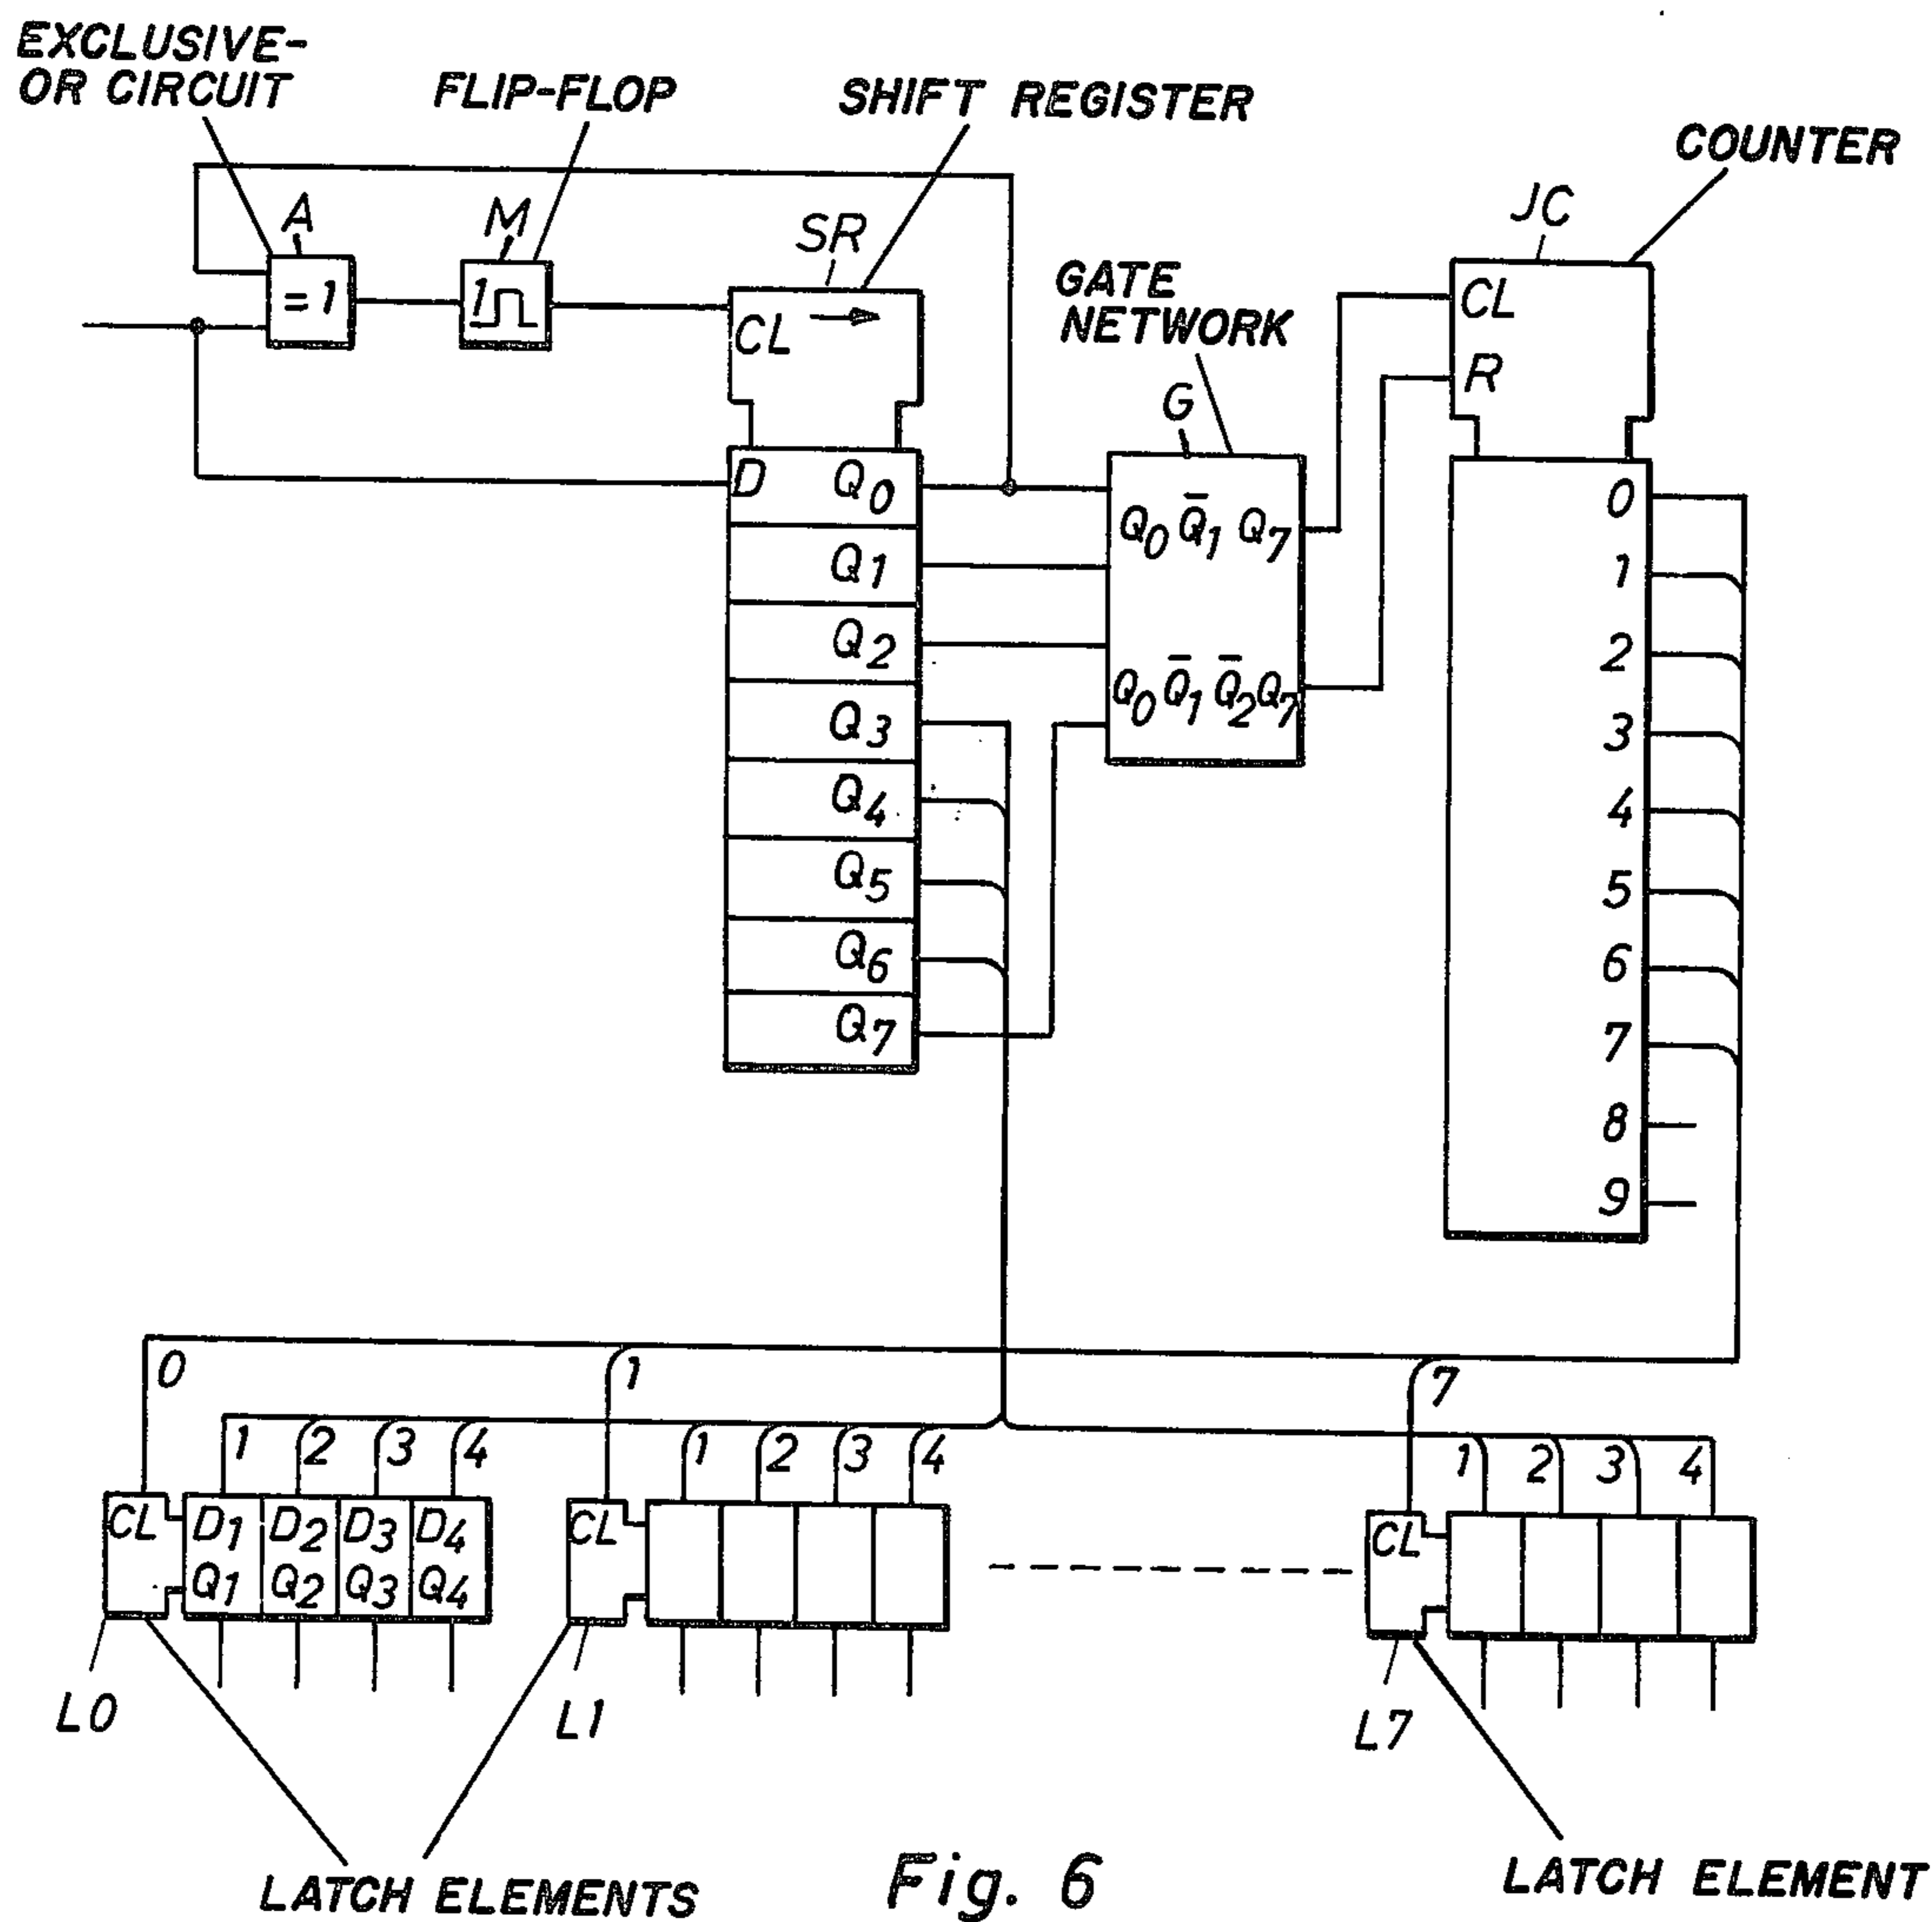 EXCLUSIVE-
OR CIRCUIT
FLIP-FLOP
SHIFT REGISTER
COUNTER
A
M
SR
JC
=1
1
CL
GATE
NETWORK
G
CL
R
D Q0
Q1
Q2
Q3
Q4
Q5
Q6
Q7
Q0 Q̅1 Q7
Q0 Q̅1 Q̅2 Q7
0
1
2
3
4
5
6
7
8
9
0
1
7
1 2 3 4
1 2 3 4
1 2 3 4
CL D1 D2 D3 D4
Q1 Q2 Q3 Q4
CL
CL
L0
L1
L7
LATCH ELEMENTS
LATCH ELEMENT
Fig. 6